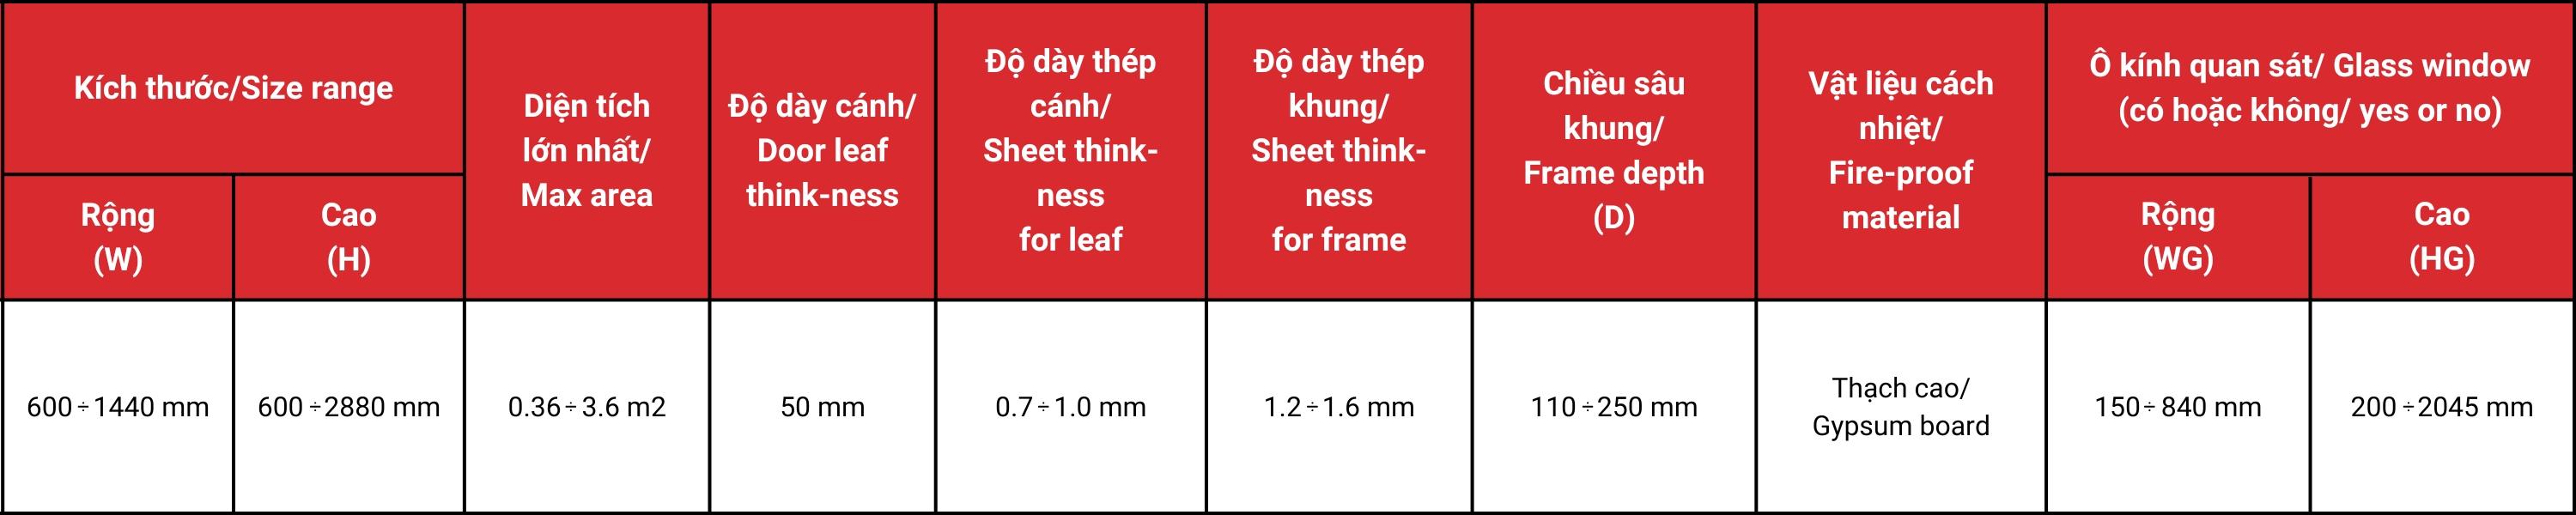 Kích thước/Size range
Rộng
(W)
Cao
(H)
Diện tích
lớn nhất/
Max area
Độ dày cánh/
Door leaf
think-ness
Độ dày thép
cánh/
Sheet think-
ness
for leaf
Độ dày thép
khung/
Sheet think-
ness
for frame
Chiều sâu
khung/
Frame depth
(D)
Vật liệu cách
nhiệt/
Fire-proof
material
Ô kính quan sát/ Glass window
(có hoặc không/ yes or no)
Rộng
(WG)
Cao
(HG)
600÷1440 mm
600÷2880 mm
0.36÷3.6 m2
50 mm
0.7÷1.0 mm
1.2÷1.6 mm
110÷250 mm
Thạch cao/
Gypsum board
150÷840 mm
200÷2045 mm